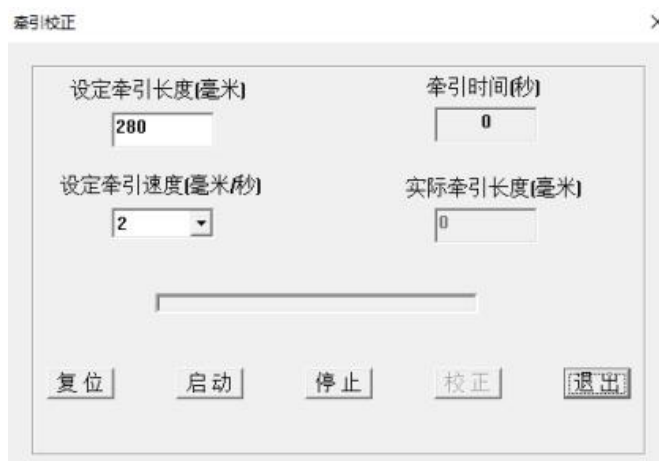 牵引校正
设定牵引长度(毫米)
牵引时间(秒)
280
0
设定牵引速度(毫米/秒)
实际牵引长度(毫米)
2
0
复位
启动
停止
校正
退出